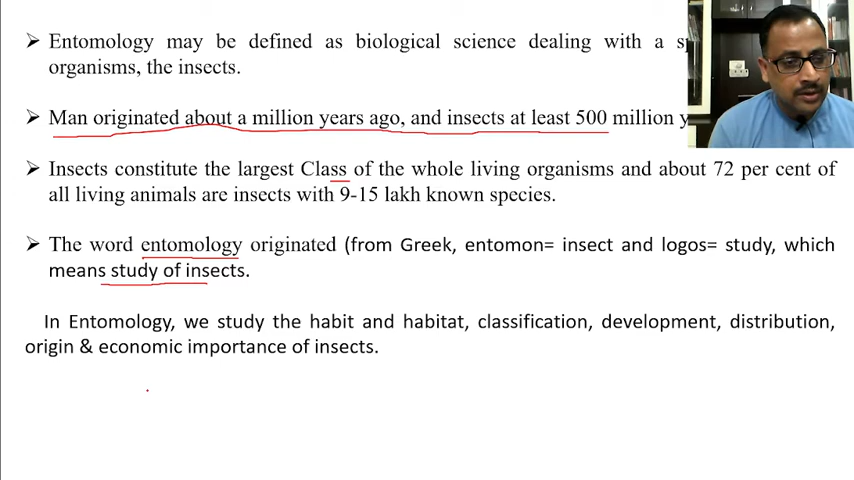 ➢ Entomology may be defined as biological science dealing with a
organisms, the insects.
➢ Man originated about a million years ago, and insects at least 500 million
➢ Insects constitute the largest Class of the whole living organisms and about 72 per cent of
all living animals are insects with 9-15 lakh known species.
➢ The word entomology originated (from Greek, entomon= insect and logos= study, which
means study of insects.
In Entomology, we study the habit and habitat, classification, development, distribution,
origin & economic importance of insects.